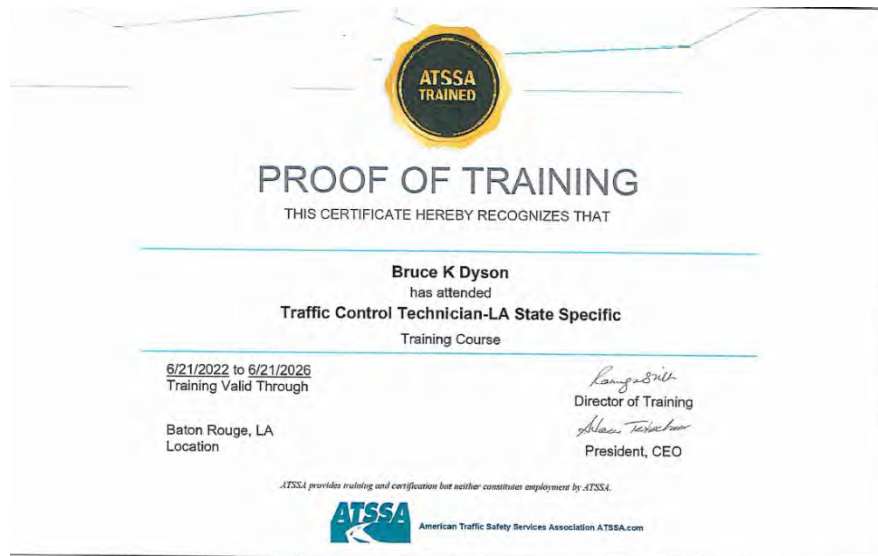 ATSSA
TRAINED
PROOF OF TRAINING
THIS CERTIFICATE HEREBY RECOGNIZES THAT
Bruce K Dyson
has attended
Traffic Control Technician-LA State Specific
Training Course
6/21/2022 to 6/21/2026
Training Valid Through
Director of Training
Baton Rouge, LA
Location
President, CEO
ATSSA provides training and certification but neither constitutes employment by ATSSA.
ATSSA
American Traffic Safety Services Association ATSSA.com